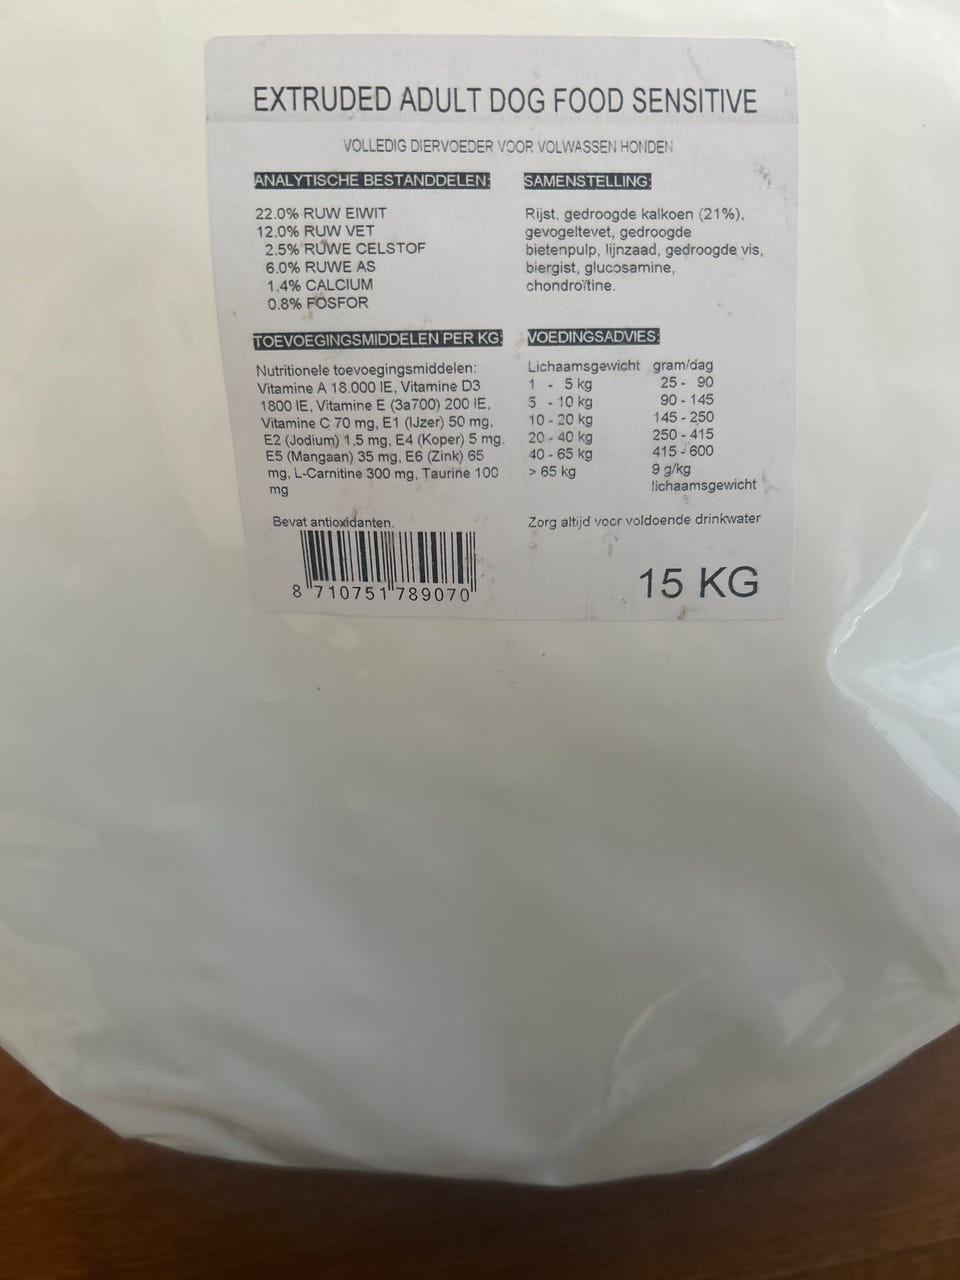 EXTRUDED ADULT DOG FOOD SENSITIVE
VOLLEDIG DIERVOEDER VOOR VOLWASSEN HONDEN
ANALYTISCHE BESTANDDELEN:
22.0% RUW EIWIT
12.0% RUW VET
2.5% RUWE CELSTOF
6.0% RUWE AS
1.4% CALCIUM
0.8% FOSFOR
SAMENSTELLING:
Rijst, gedroogde kalkoen (21%),
gevogeltevet, gedroogde
bietenpulp, lijnzaad, gedroogde vis,
biergist, glucosamine,
chondroïtine.
TOEVOEGINGSMIDDELEN PER KG:
Nutritionele toevoegingsmiddelen:
Vitamine A 18.000 IE, Vitamine D3
1800 IE, Vitamine E (3a700) 200 IE,
Vitamine C 70 mg, E1 (IJzer) 50 mg,
E2 (Jodium) 1,5 mg, E4 (Koper) 5 mg,
E5 (Mangaan) 35 mg, E6 (Zink) 65
mg, L-Carnitine 300 mg, Taurine 100
mg
Bevat antioxidanten.
8 710751 789070
VOEDINGSADVIES:
Lichaamsgewicht gram/dag
1 - 5 kg 25 - 90
5 - 10 kg 90 - 145
10 - 20 kg 145 - 250
20 - 40 kg 250 - 415
40 - 65 kg 415 - 600
> 65 kg 9 g/kg
lichaamsgewicht
Zorg altijd voor voldoende drinkwater
15 KG